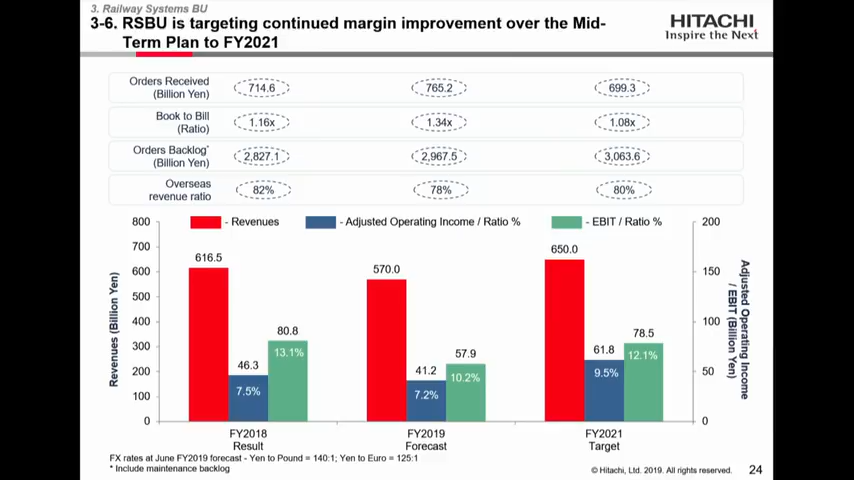 3. Railway Systems BU
3-6. RSBU is targeting continued margin improvement over the Mid-
Term Plan to FY2021
HITACHI
Inspire the Next
Orders Received
(Billion Yen)
714.6
765.2
699.3
Book to Bill
(Ratio)
1.16x
1.34x
1.08x
Orders Backlog*
(Billion Yen)
2,827.1
2,967.5
3,063.6
Overseas
revenue ratio
82%
78%
80%
- Revenues
- Adjusted Operating Income / Ratio %
- EBIT / Ratio %
Revenues (Billion Yen)
800
700
600
500
400
300
200
100
0
616.5
46.3
7.5%
80.8
13.1%
570.0
41.2
7.2%
57.9
10.2%
650.0
61.8
9.5%
78.5
12.1%
200
150
100
50
0
Adjusted Operating Income
/ EBIT (Billion Yen)
FY2018
Result
FY2019
Forecast
FY2021
Target
FX rates at June FY2019 forecast - Yen to Pound = 140:1; Yen to Euro = 125:1
* Include maintenance backlog
© Hitachi, Ltd. 2019. All rights reserved.
24